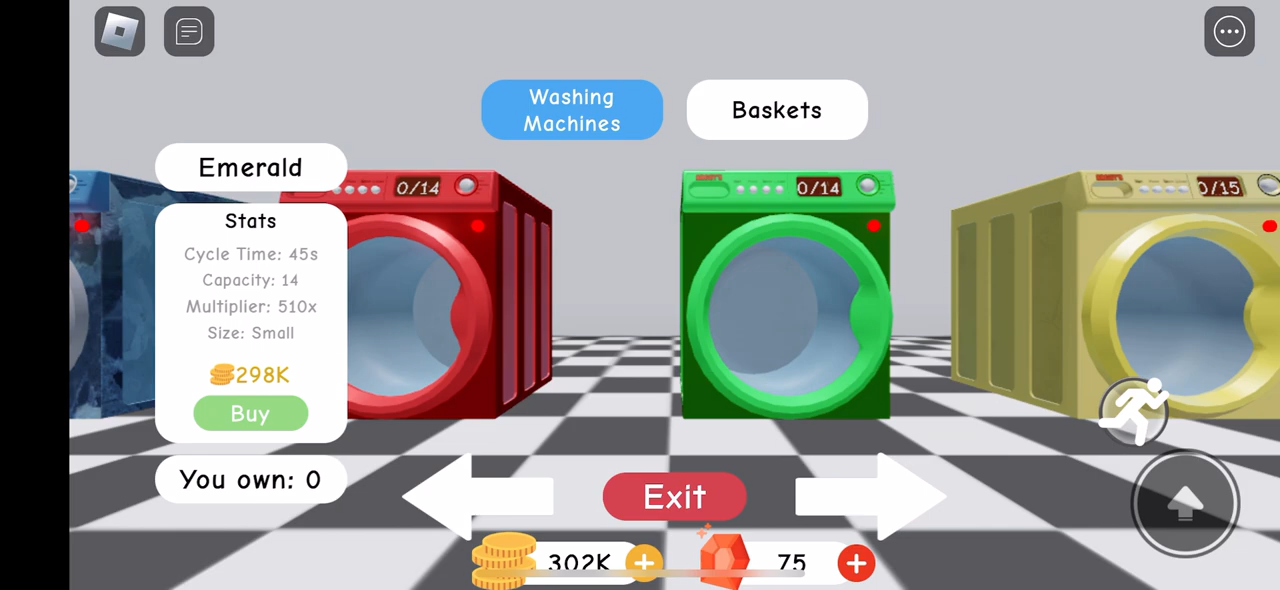 Washing
Machines
Baskets
Emerald
Stats
Cycle Time: 45s
Capacity: 14
Multiplier: 510x
Size: Small
298K
Buy
You own: 0
0/14
0/14
0/15
Exit
302K
+
75
+